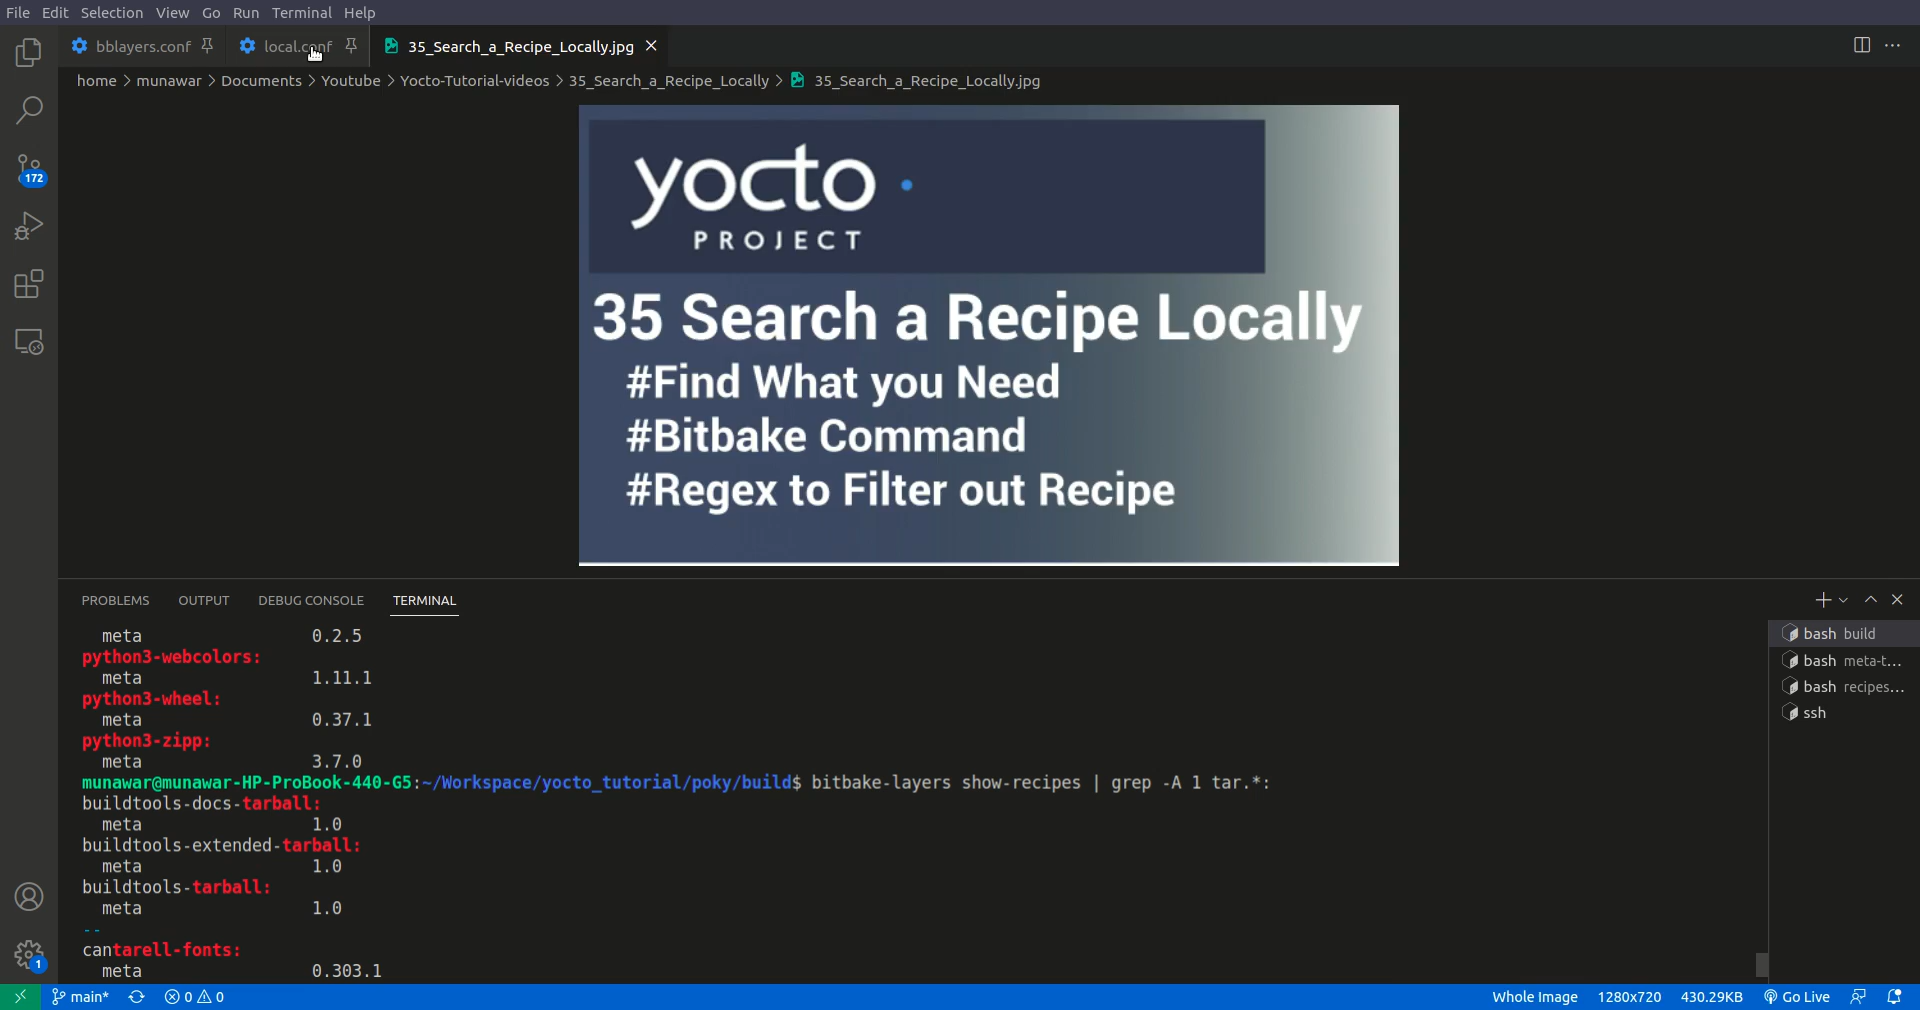 File Edit Selection View Go Run Terminal Help
bblayers.conf local.conf 35_Search_a_Recipe_Locally.jpg
home > munawar > Documents > Youtube > Yocto-Tutorial-videos > 35_Search_a_Recipe_Locally > 35_Search_a_Recipe_Locally.jpg
172
yocto
PROJECT
35 Search a Recipe Locally
#Find What you Need
#Bitbake Command
#Regex to Filter out Recipe
PROBLEMS OUTPUT DEBUG CONSOLE TERMINAL
meta 0.2.5
python3-webcolors:
meta 1.11.1
python3-wheel:
meta 0.37.1
python3-zipp:
meta 3.7.0
munawar@munawar-HP-ProBook-440-G5:~/Workspace/yocto_tutorial/poky/build$ bitbake-layers show-recipes | grep -A 1 tar.*:
buildtools-docs-tarball:
meta 1.0
buildtools-extended-tarball:
meta 1.0
buildtools-tarball:
meta 1.0
--
cantarell-fonts:
meta 0.303.1
bash build
bash meta-t...
bash recipes...
ssh
1
main* 0 0 Whole Image 1280x720 430.29KB Go Live